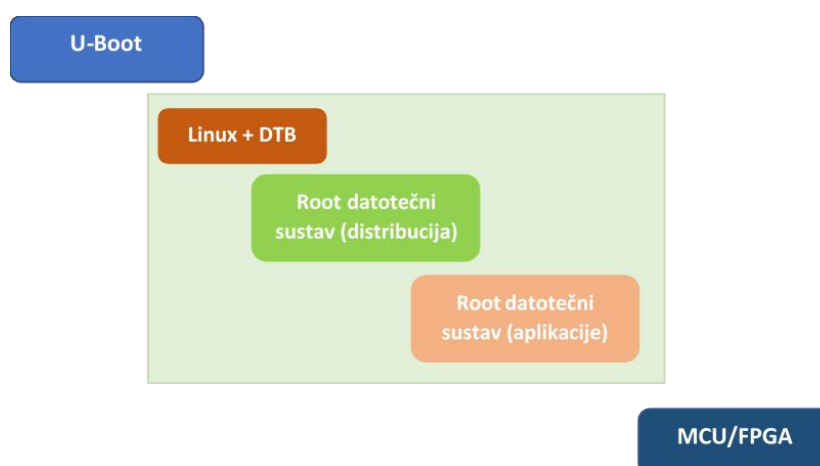 U-Boot
Linux + DTB
Root datotečni
sustav (distribucija)
Root datotečni
sustav (aplikacije)
MCU/FPGA